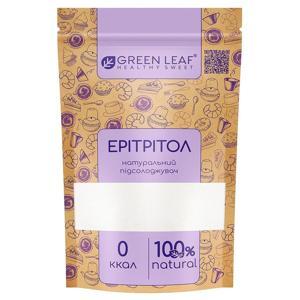 GREEN LEAF®
HEALTHY SWEET
ЕРІТРІТОЛ
натуральний
підсолоджувач
0
ккал
100%
natural